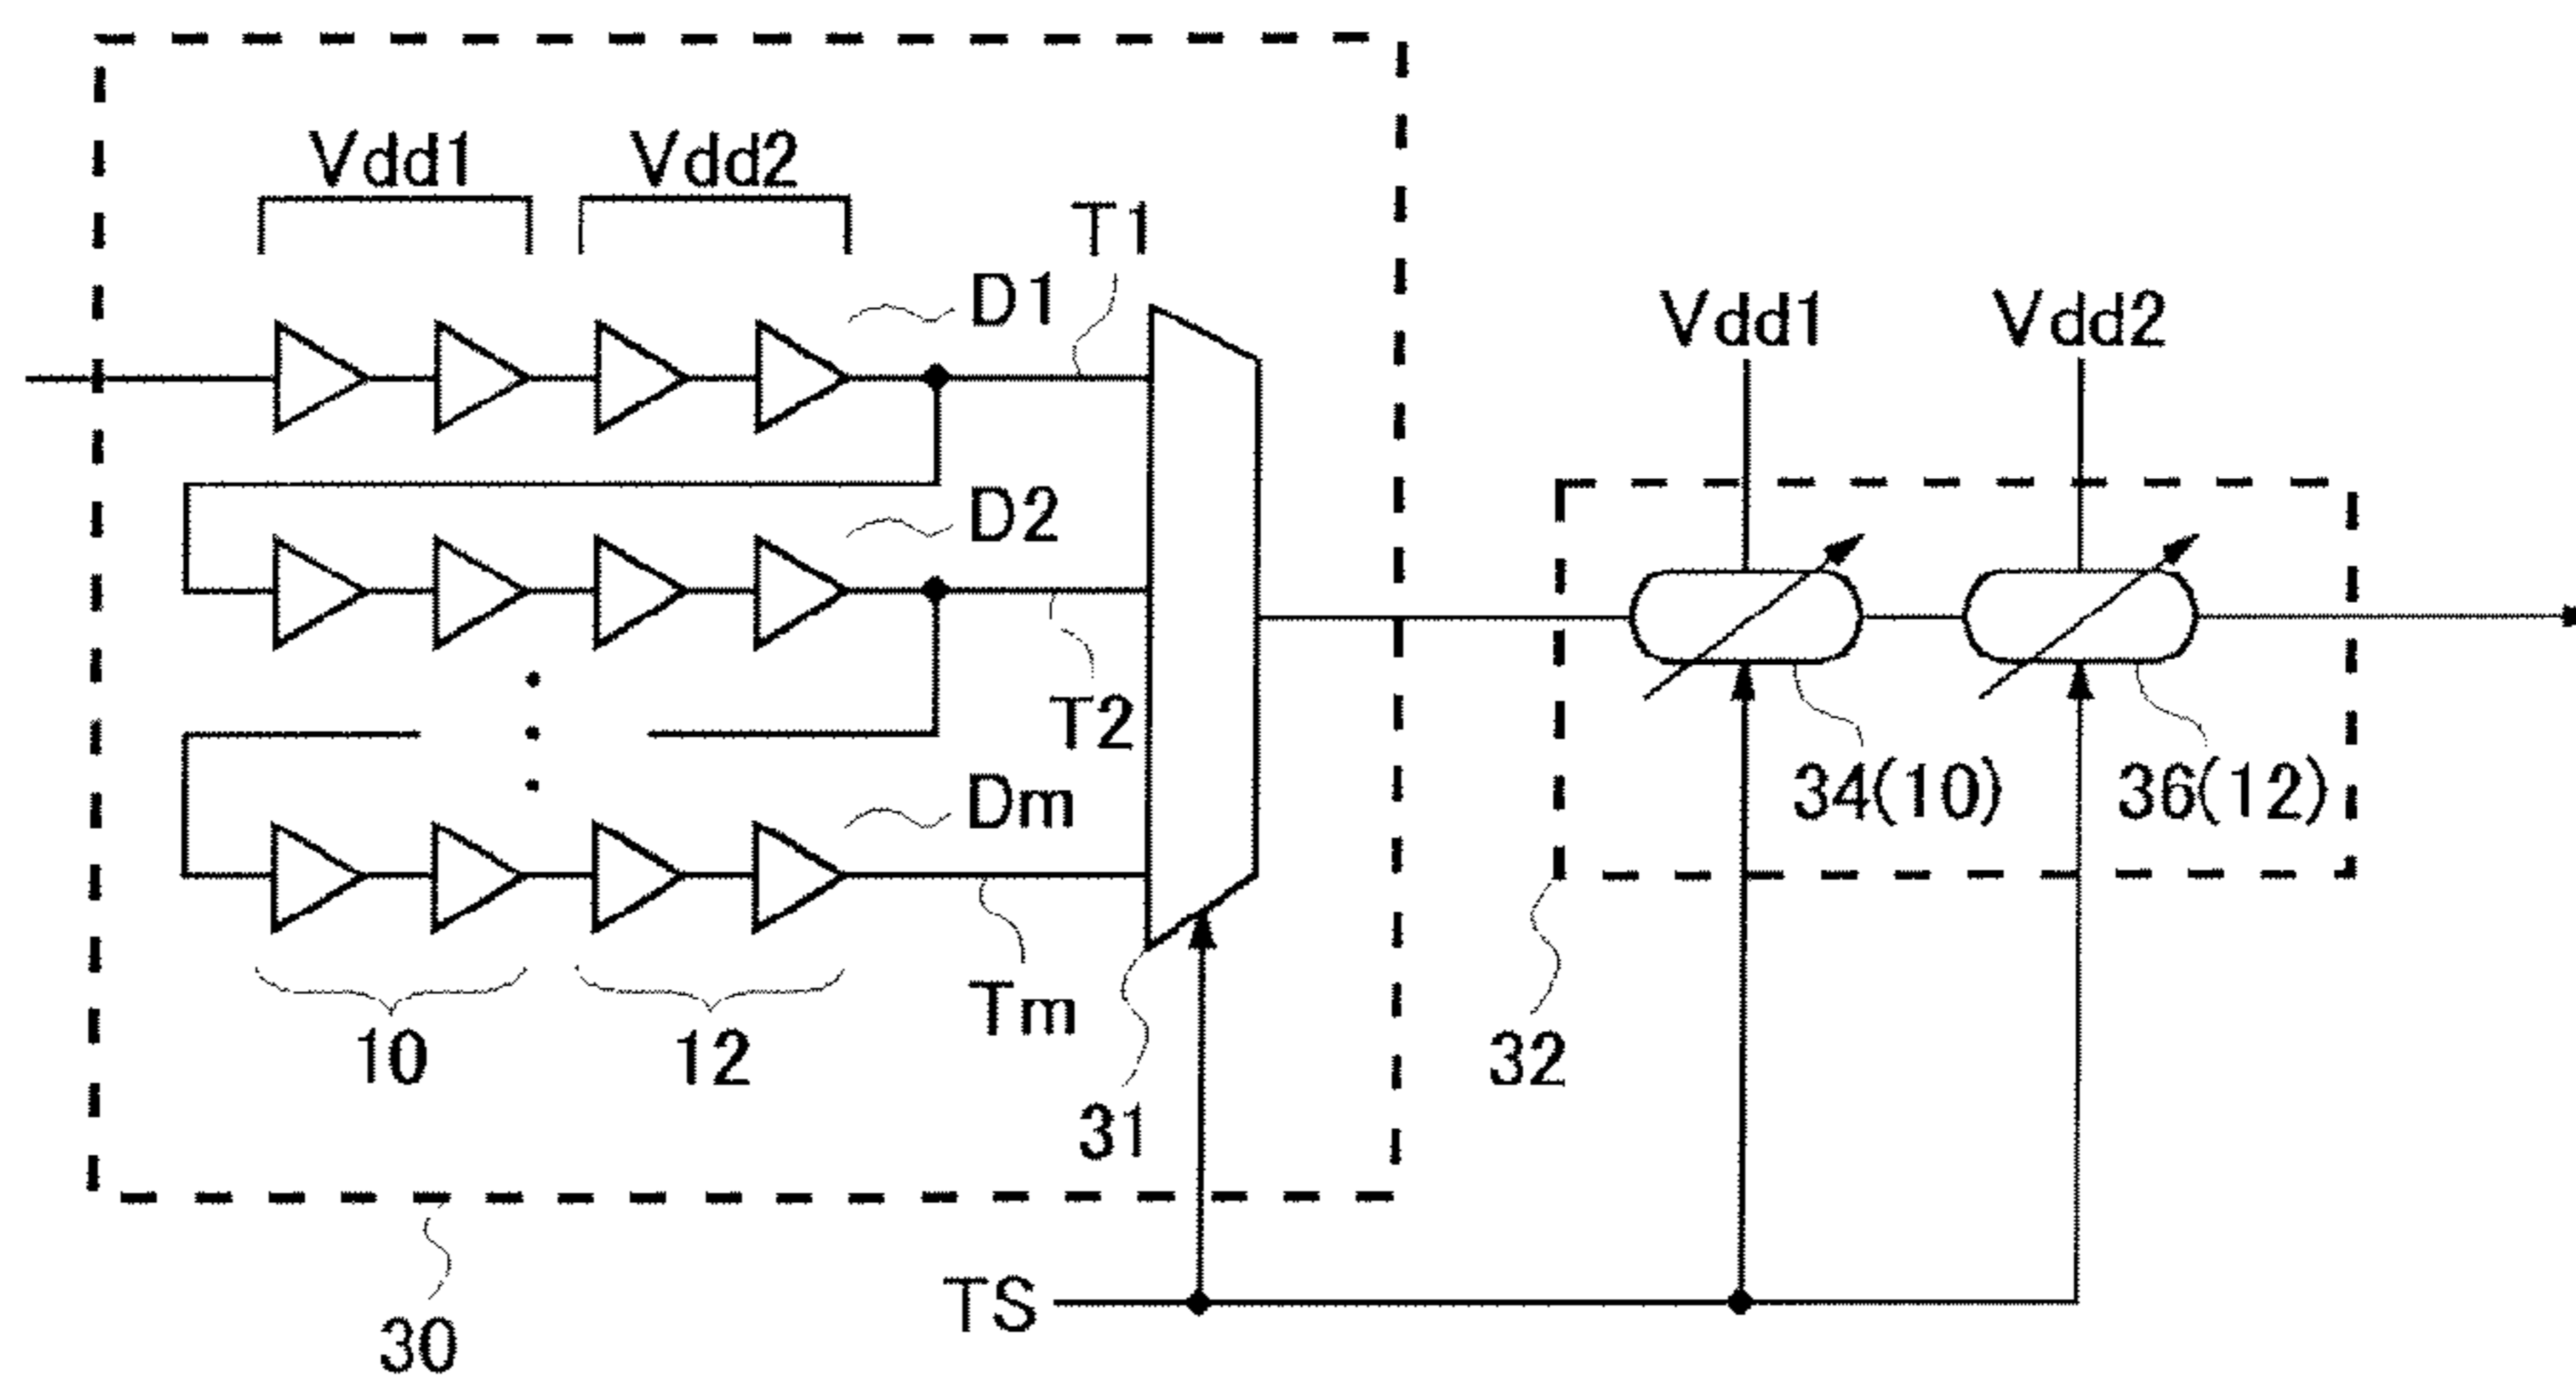 Vdd1 Vdd2
T1
D1
Vdd1 Vdd2
D2
T2
34(10) 36(12)
Dm
Tm
10 12
32
31
TS
30